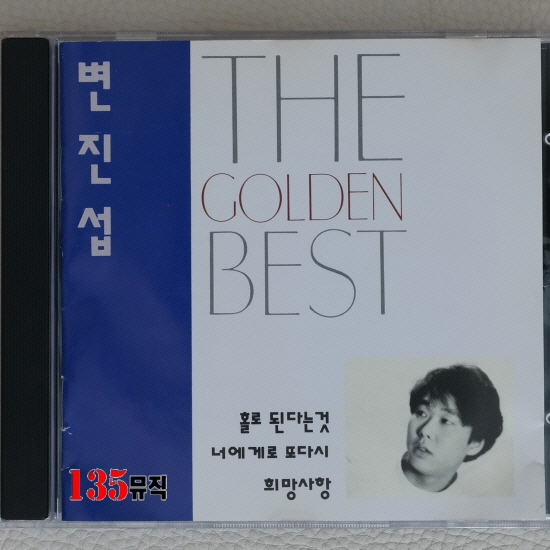 변진섭
THE
GOLDEN
BEST
홀로 된다는것
너에게로 또다시
희망사항
135뮤직